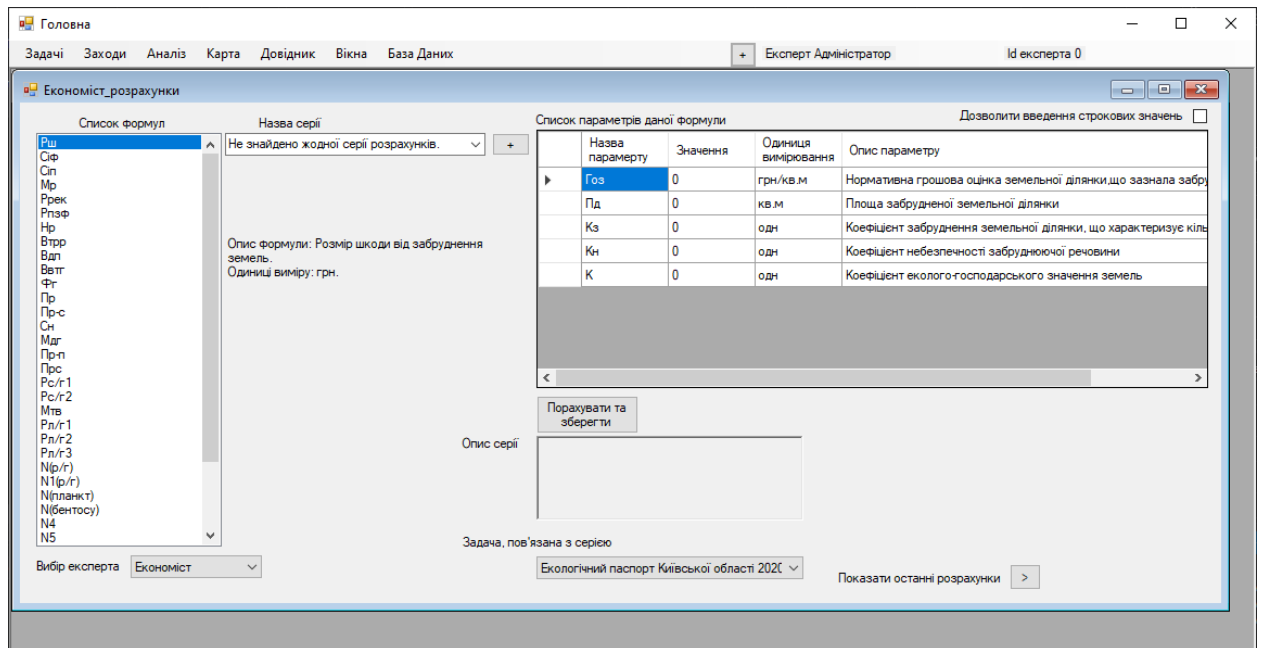 Головна
Задачі Заходи Аналіз Карта Довідник Вікна База Даних + Експерт Адміністратор Id експерта 0
Економіст_розрахунки
Список формул Назва серії Список параметрів даної формули Дозволити введення строкових значень
Рш
Сіф
Сіп
Мр
Ррек
Рпзф
Нр
Втрр
Вдп
Ввтг
Фг
Пр
Пр-с
Сн
Мдг
Пр-п
Прс
Рс/г1
Рс/г2
Мтв
Рл/г1
Рл/г2
Рл/г3
N(р/г)
N1(р/г)
N(планкт)
N(бентосу)
N4
N5
Не знайдено жодної серії розрахунків. +
Опис формули: Розмір шкоди від забруднення
земель.
Одиниці виміру: грн.
Назва парамерту Значення Одиниця вимірювання Опис параметру
Гоз 0 грн/кв.м Нормативна грошова оцінка земельної ділянки,що зазнала забру
Пд 0 кв.м Площа забрудненої земельної ділянки
Кз 0 одн Коефіцієнт забруднення земельної ділянки, що характеризує кіль
Кн 0 одн Коефіцієнт небезпечності забруднюючої речовини
К 0 одн Коефіцієнт еколого-господарського значення земель
Порахувати та
зберегти
Опис серії
Задача, пов'язана з серією
Вибір експерта Економіст Екологічний паспорт Київської області 2020 Показати останні розрахунки >